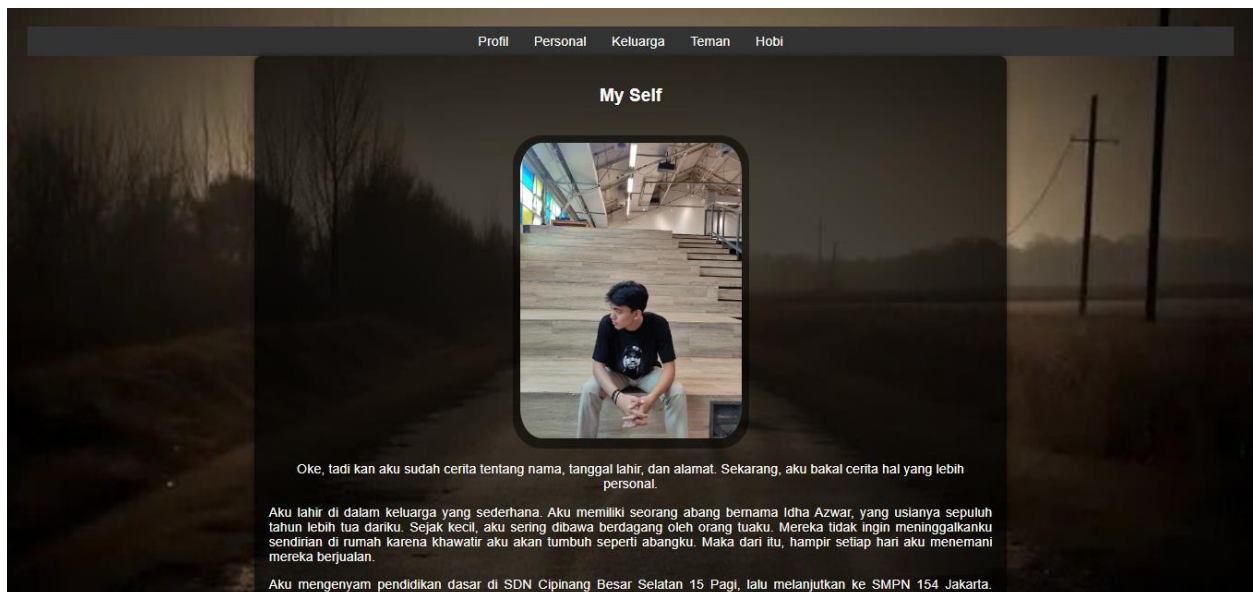 Profil Personal Keluarga Teman Hobi
My Self
Oke, tadi kan aku sudah cerita tentang nama, tanggal lahir, dan alamat. Sekarang, aku bakal cerita hal yang lebih
personal.
Aku lahir di dalam keluarga yang sederhana. Aku memiliki seorang abang bernama Idha Azwar, yang usianya sepuluh
tahun lebih tua dariku. Sejak kecil, aku sering dibawa berdagang oleh orang tuaku. Mereka tidak ingin meninggalkanku
sendirian di rumah karena khawatir aku akan tumbuh seperti abangku. Maka dari itu, hampir setiap hari aku menemani
mereka berjualan.
Aku mengenyam pendidikan dasar di SDN Cipinang Besar Selatan 15 Pagi, lalu melanjutkan ke SMPN 154 Jakarta.